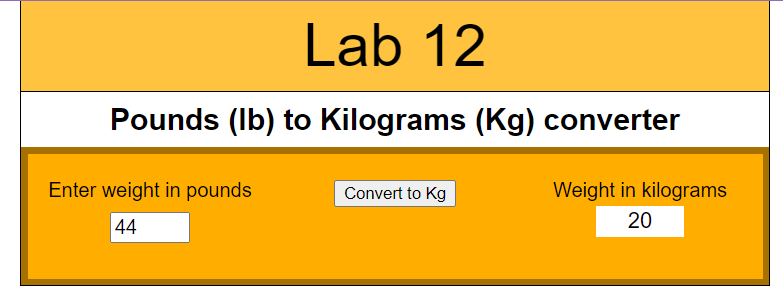 Lab 12
Pounds (lb) to Kilograms (Kg) converter
Enter weight in pounds
44
Convert to Kg
Weight in kilograms
20